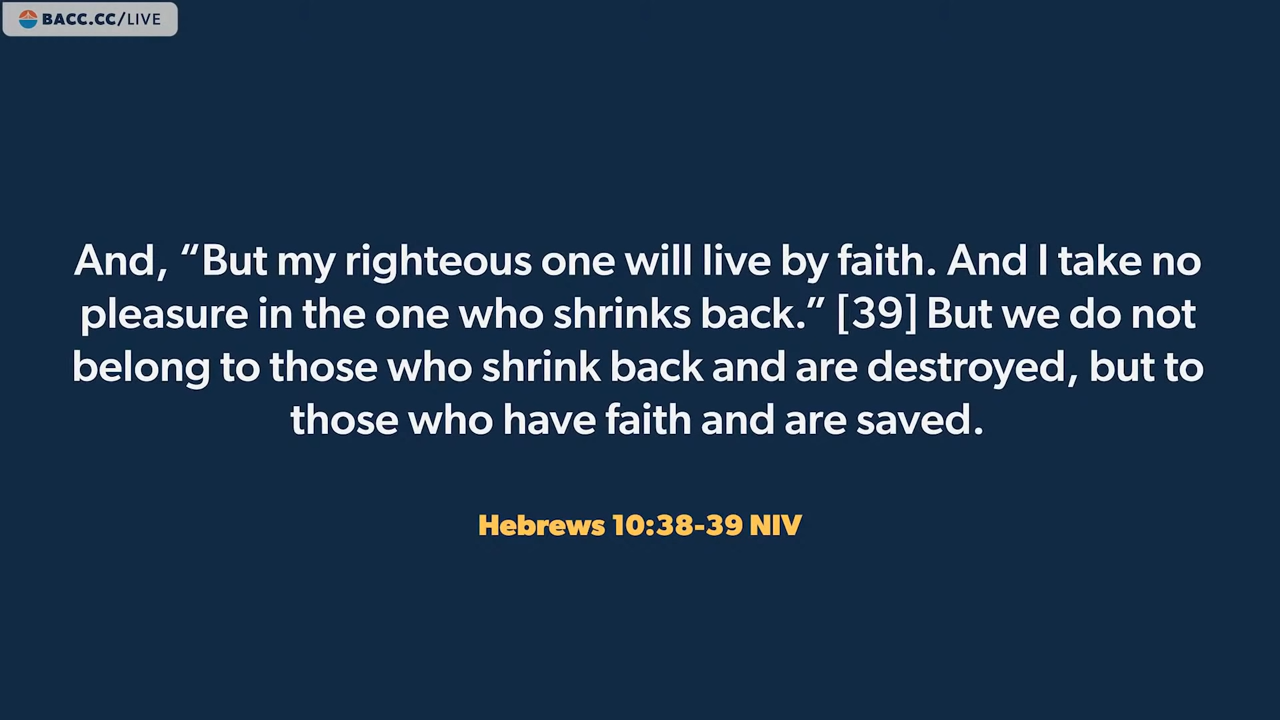 BACC.CC/LIVE
And, “But my righteous one will live by faith. And I take no
pleasure in the one who shrinks back.” [39] But we do not
belong to those who shrink back and are destroyed, but to
those who have faith and are saved.
Hebrews 10:38-39 NIV